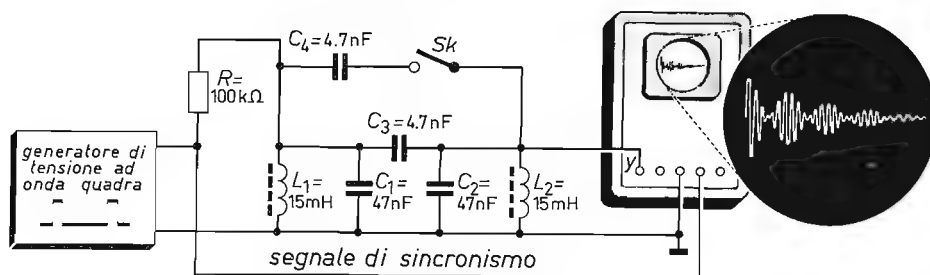 C4=4.7nF
Sk
R=
100kΩ
C3=4.7nF
y
generatore di
tensione ad
onda quadra
L1=
15mH
C1=
47nF
C2=
47nF
L2=
15mH
segnale di sincronismo